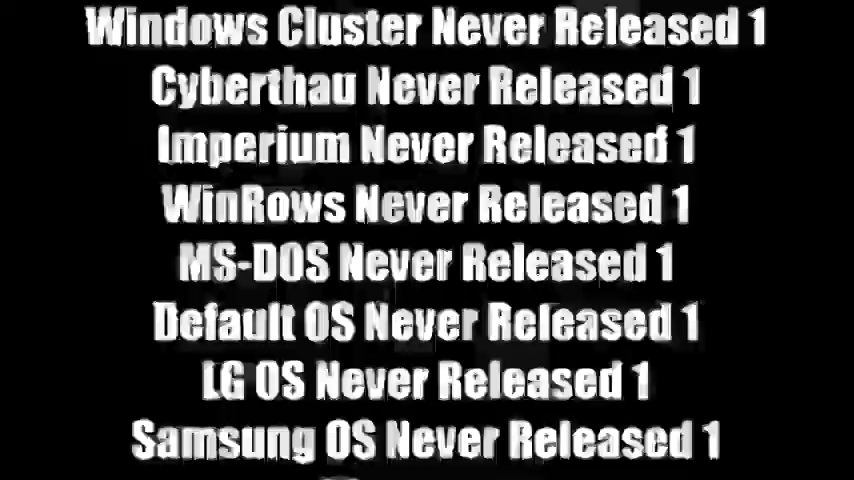 Windows Cluster Never Released 1
Cyberthau Never Released 1
Imperium Never Released 1
WinRows Never Released 1
MS-DOS Never Released 1
Default OS Never Released 1
LG OS Never Released 1
Samsung OS Never Released 1